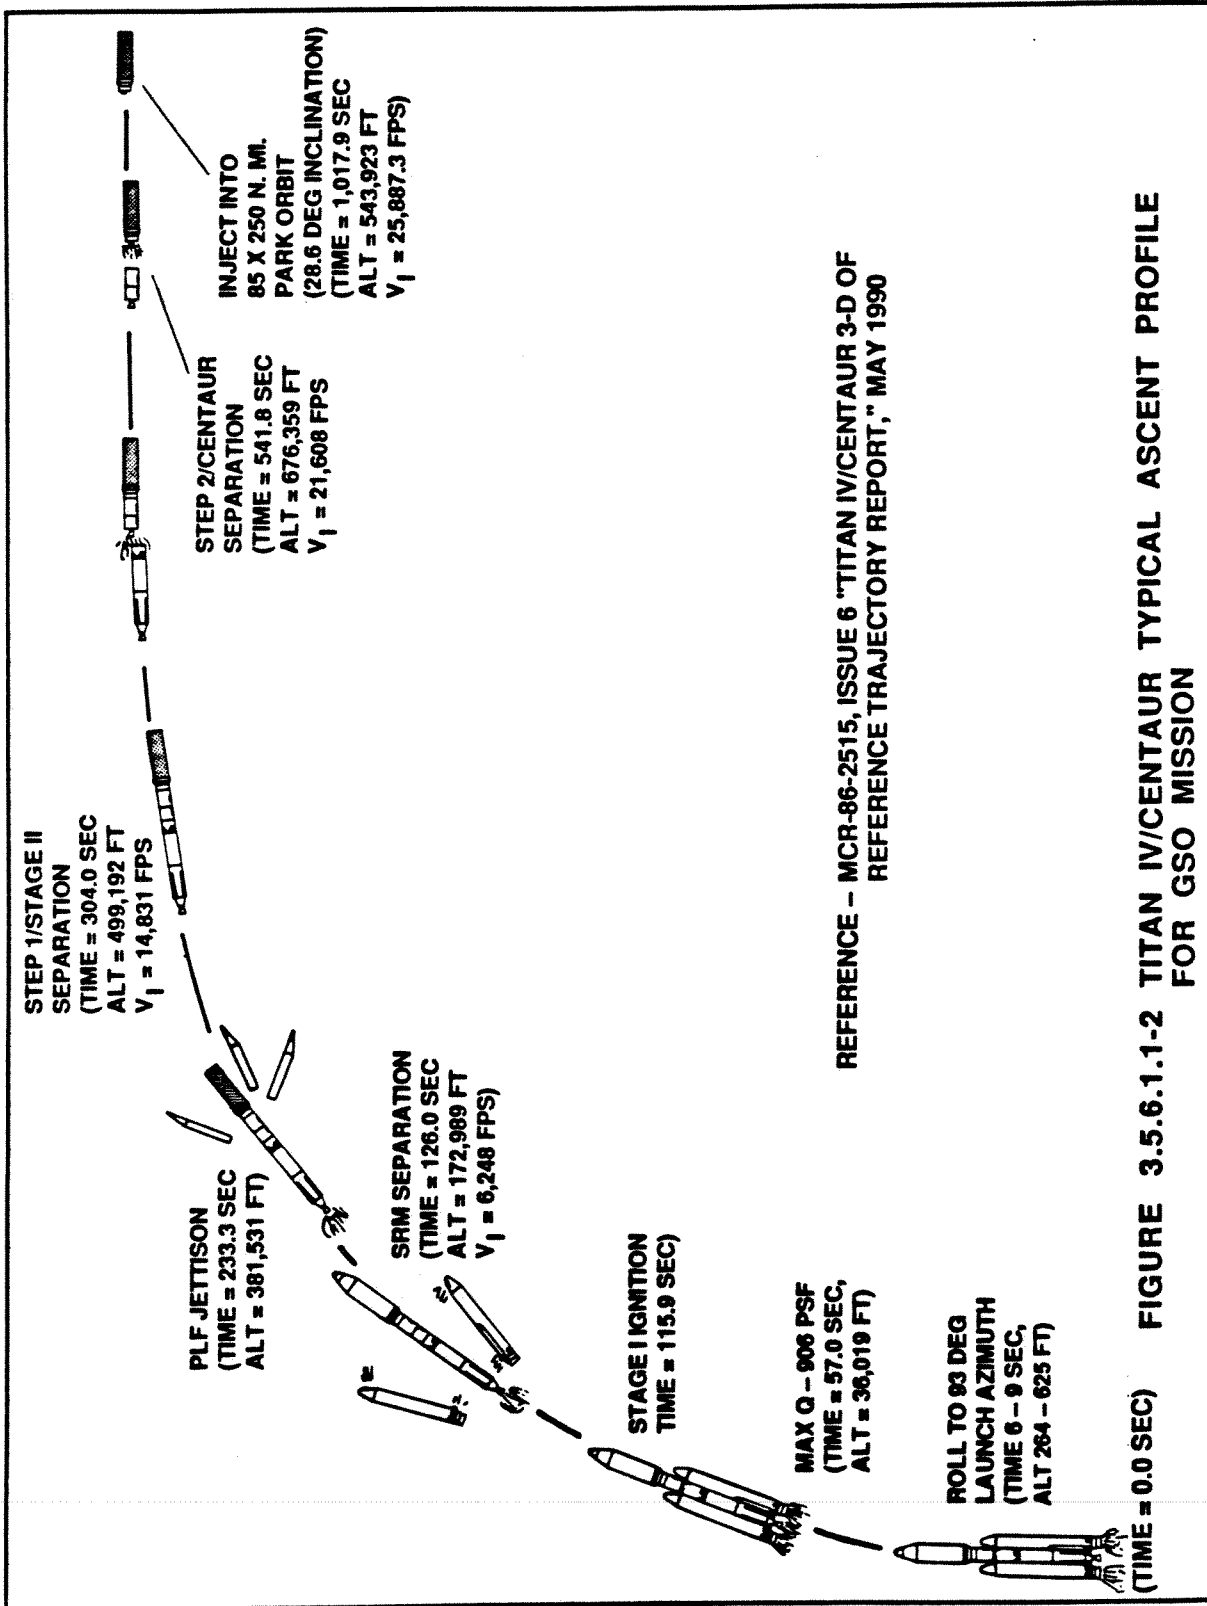 STEP 1/STAGE II
SEPARATION
(TIME = 304.0 SEC
ALT = 499,192 FT
V_I = 14,831 FPS
STEP 2/CENTAUR
SEPARATION
(TIME = 541.8 SEC
ALT = 676,359 FT
V_I = 21,608 FPS
INJECT INTO
85 X 250 N. MI.
PARK ORBIT
(28.6 DEG INCLINATION)
(TIME = 1,017.9 SEC
ALT = 543,923 FT
V_I = 25,887.3 FPS)
PLF JETTISON
(TIME = 233.3 SEC
ALT = 381,531 FT)
SRM SEPARATION
(TIME = 126.0 SEC
ALT = 172,989 FT
V_I = 6,248 FPS)
STAGE I IGNITION
TIME = 115.9 SEC)
MAX Q – 906 PSF
(TIME = 57.0 SEC,
ALT = 36,019 FT)
ROLL TO 93 DEG
LAUNCH AZIMUTH
(TIME 6 – 9 SEC,
ALT 264 – 625 FT)
(TIME = 0.0 SEC)
REFERENCE – MCR-86-2515, ISSUE 6 "TITAN IV/CENTAUR 3-D OF
REFERENCE TRAJECTORY REPORT," MAY 1990
FIGURE 3.5.6.1.1-2 TITAN IV/CENTAUR TYPICAL ASCENT PROFILE
FOR GSO MISSION